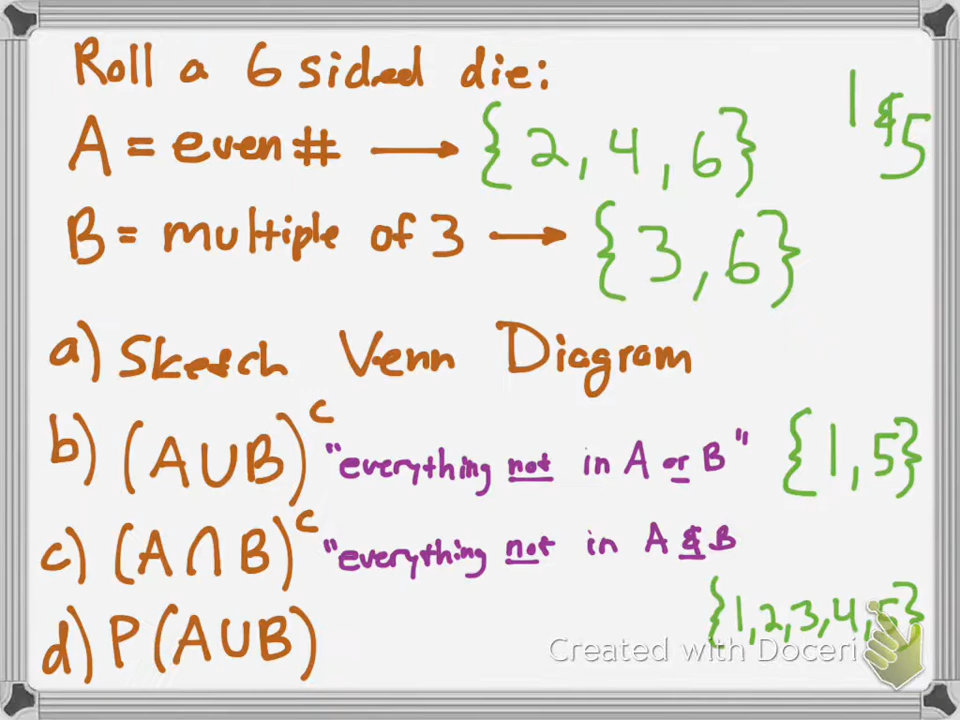 Roll a 6 sided die:
1 & 5
A = even # → {2, 4, 6}
B = multiple of 3 → {3, 6}
a) Sketch Venn Diagram
b) (A∪B)ᶜ "everything not in A or B" {1, 5}
c) (A∩B)ᶜ "everything not in A & B
{1,2,3,4,5}
d) P(A∪B)
Created with Doceri